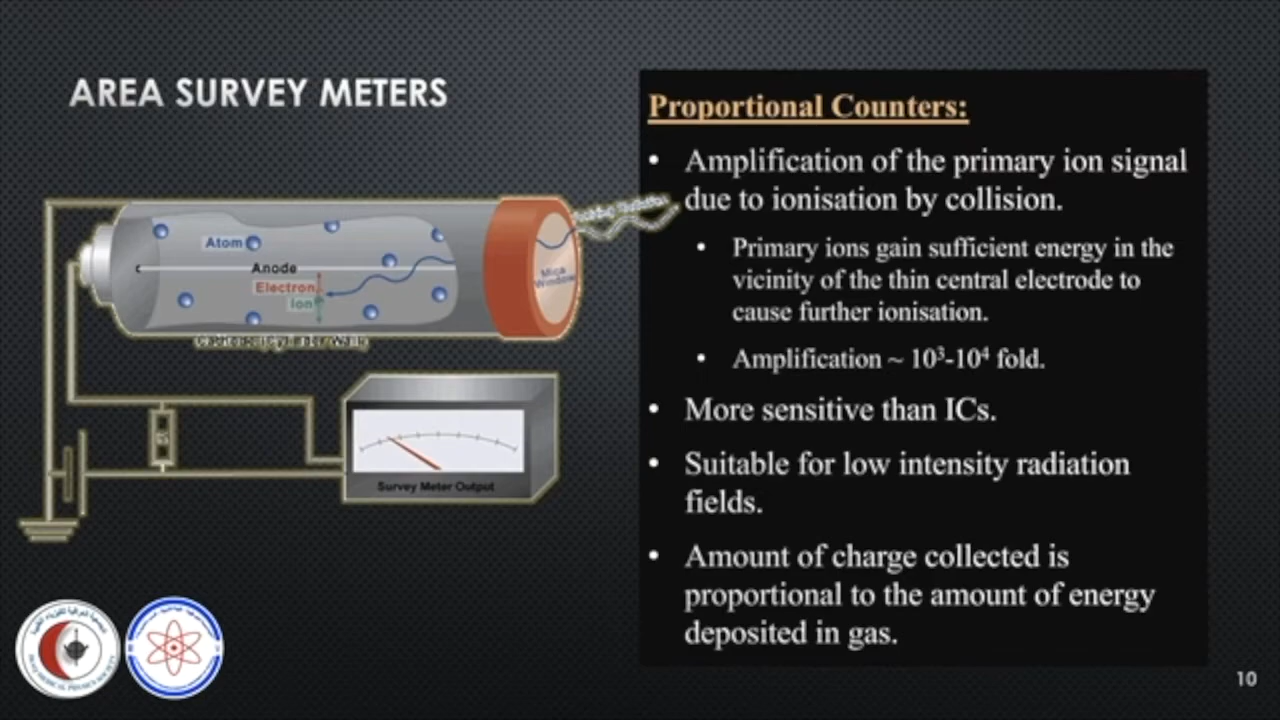 AREA SURVEY METERS
Proportional Counters:
• Amplification of the primary ion signal
due to ionisation by collision.
• Primary ions gain sufficient energy in the
vicinity of the thin central electrode to
cause further ionisation.
• Amplification ~ 10³-10⁴ fold.
• More sensitive than ICs.
• Suitable for low intensity radiation
fields.
• Amount of charge collected is
proportional to the amount of energy
deposited in gas.
Atom
Anode
Electron
Ion
Mica
Window
Survey Meter Output
10